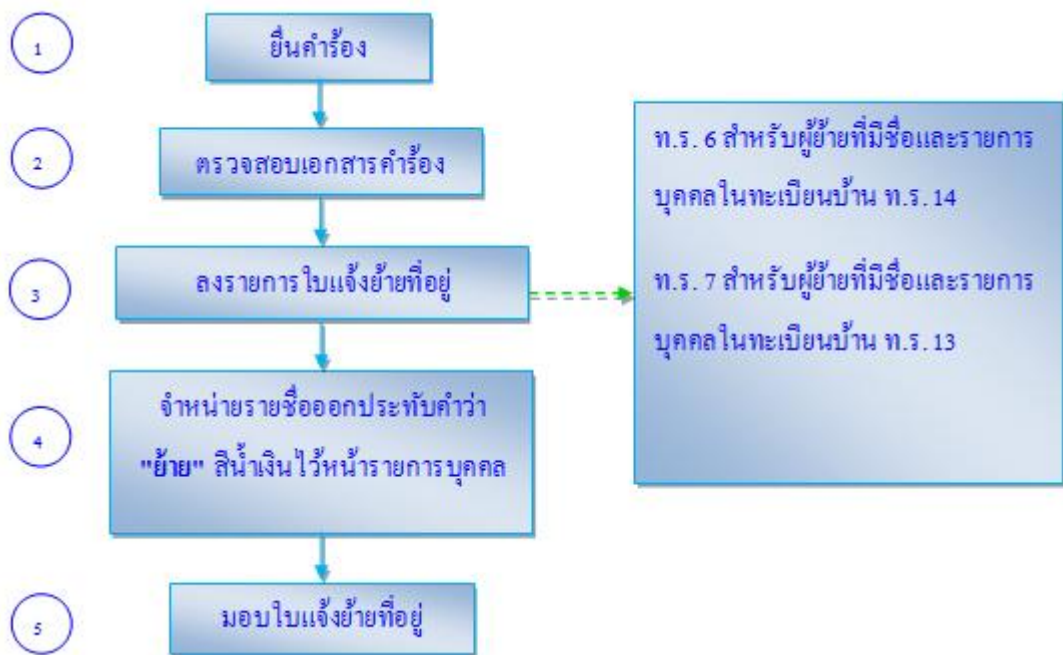 1
ยื่นคำร้อง
2
ตรวจสอบเอกสารคำร้อง
3
ลงรายการใบแจ้งย้ายที่อยู่
ท.ร. 6 สำหรับผู้ย้ายที่มีชื่อและรายการ
บุคคลในทะเบียนบ้าน ท.ร. 14
ท.ร. 7 สำหรับผู้ย้ายที่มีชื่อและรายการ
บุคคลในทะเบียนบ้าน ท.ร. 13
4
จำหน่ายรายชื่อออกประทับคำว่า
"ย้าย" สีน้ำเงินไว้หน้ารายการบุคคล
5
มอบใบแจ้งย้ายที่อยู่